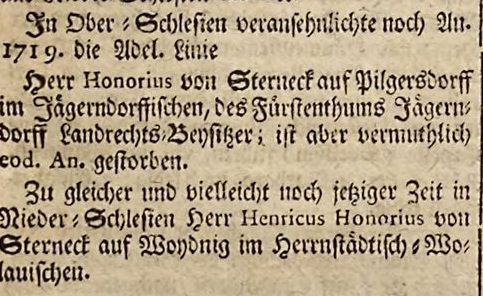 In Ober-Schlesien veransehnlichte noch An.
1719. die Adel. Linie
Herr Honorius von Sterneck auf Pilgersdorff
im Jägerndorffischen, des Fürstenthums Jägern-
dorff Landrechts-Beysitzer; ist aber vermuthlich
eod. An. gestorben.
Zu gleicher und vielleicht noch jetziger Zeit in
Nieder-Schlesien Herr Henricus Honorius von
Sterneck auf Woydnig im Herrnstädtisch-Wo-
lauischen.